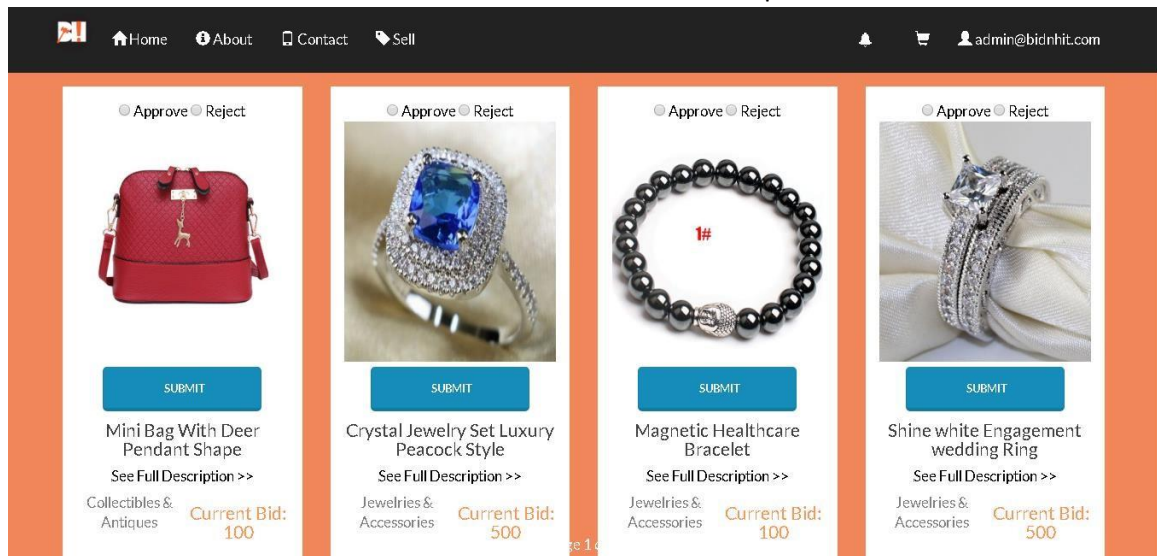 Home About Contact Sell admin@bidnhit.com
Approve Reject
Approve Reject
Approve Reject
Approve Reject
1#
SUBMIT
SUBMIT
SUBMIT
SUBMIT
Mini Bag With Deer
Pendant Shape
See Full Description >>
Collectibles &
Antiques
Current Bid:
100
Crystal Jewelry Set Luxury
Peacock Style
See Full Description >>
Jewelries &
Accessories
Current Bid:
500
Magnetic Healthcare
Bracelet
See Full Description >>
Jewelries &
Accessories
Current Bid:
100
Shine white Engagement
wedding Ring
See Full Description >>
Jewelries &
Accessories
Current Bid:
500